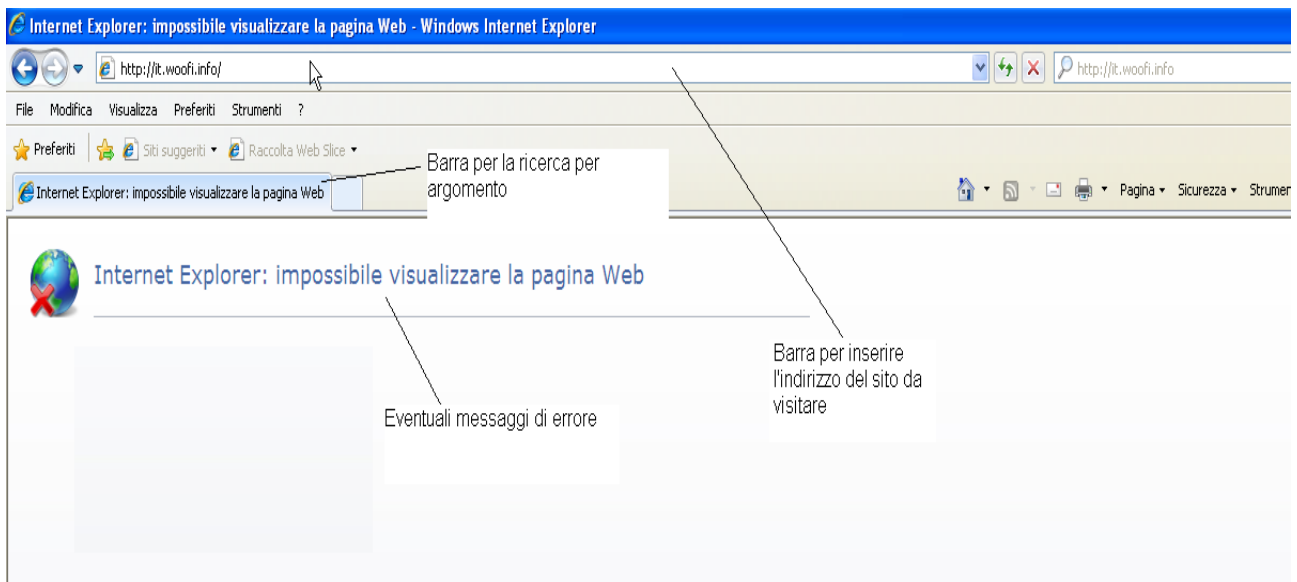 Internet Explorer: impossibile visualizzare la pagina Web - Windows Internet Explorer
http://it.woofi.info/
http://it.woofi.info
File Modifica Visualizza Preferiti Strumenti ?
Preferiti Siti suggeriti Raccolta Web Slice
Barra per la ricerca per
argomento
Internet Explorer: impossibile visualizzare la pagina Web
Pagina Sicurezza Strumen
Internet Explorer: impossibile visualizzare la pagina Web
Barra per inserire
l'indirizzo del sito da
visitare
Eventuali messaggi di errore